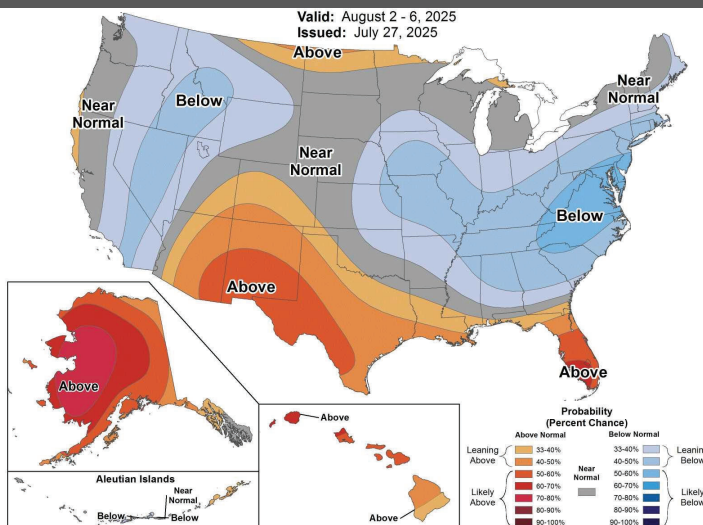 Valid: August 2 - 6, 2025
Issued: July 27, 2025
Above
Near
Normal
Below
Near
Normal
Near
Normal
Below
Above
Above
Above
Above
Above
Aleutian Islands
Near
Normal
Below
Below
Probability
(Percent Chance)
Above Normal
Below Normal
Leaning
Above
33-40%
40-50%
Likely
Above
50-60%
60-70%
70-80%
80-90%
90-100%
Near
Normal
33-40%
40-50%
Leanin
Below
50-60%
60-70%
70-80%
80-90%
90-100%
Likely
Below